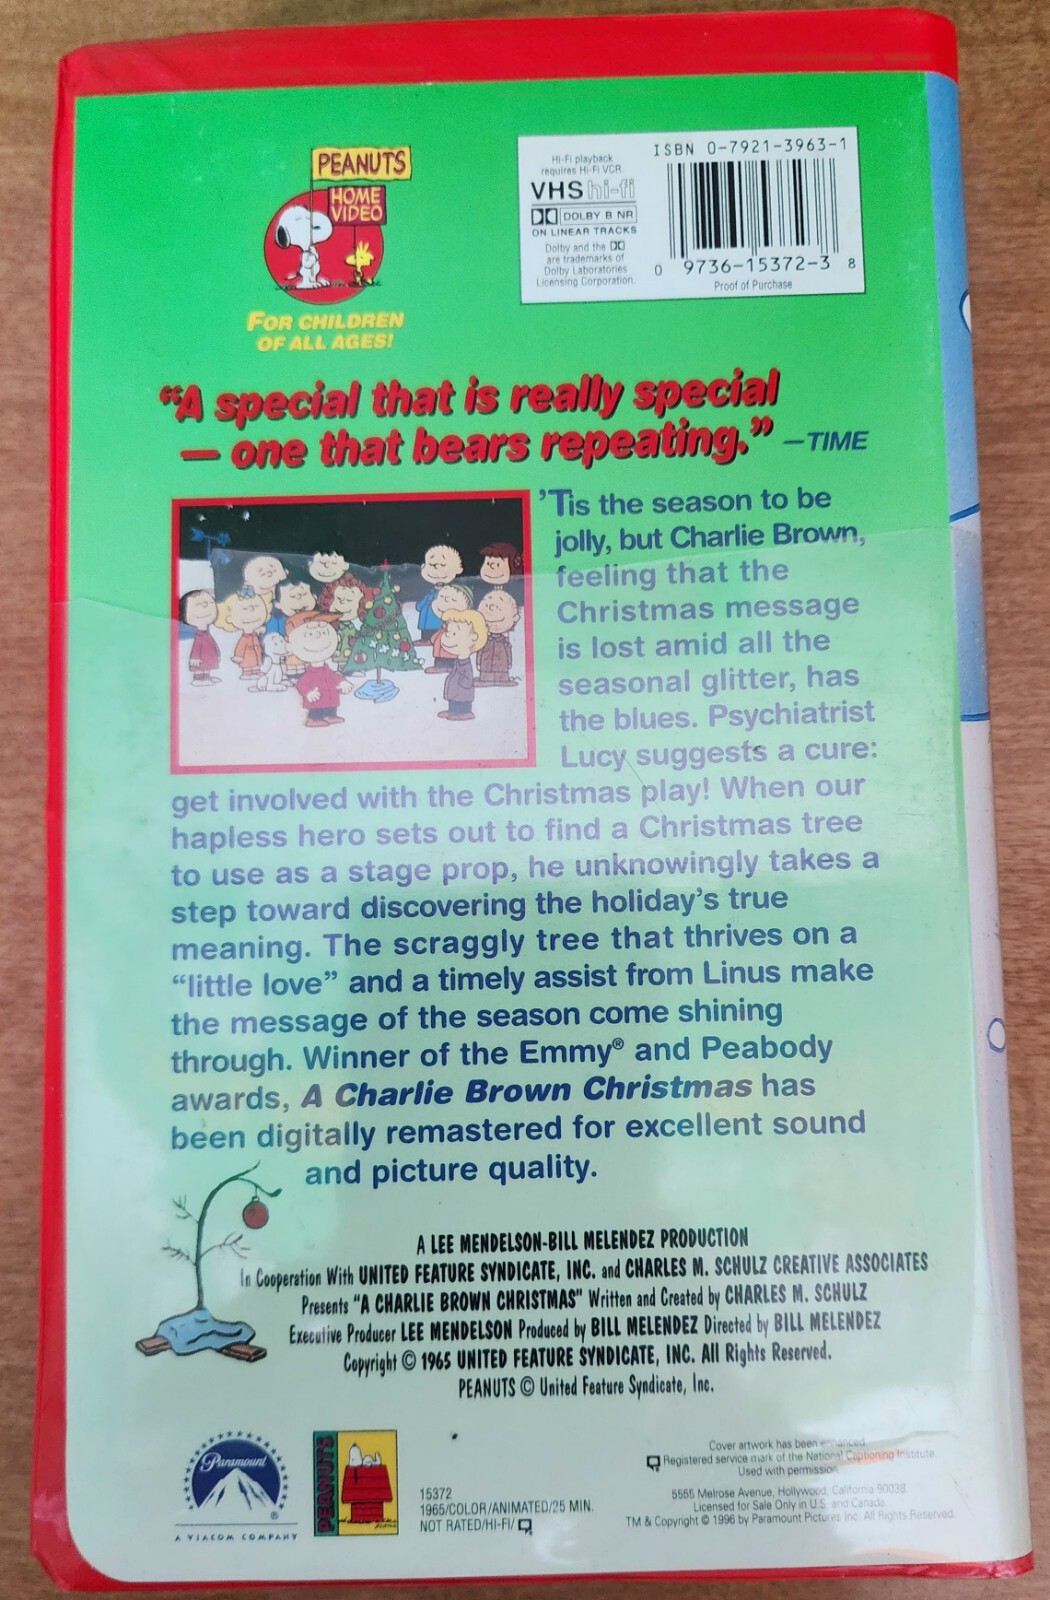 PEANUTS
HOME
VIDEO
FOR CHILDREN
OF ALL AGES!
Hi-Fi playback
requires Hi-Fi VCR.
VHS hi-fi
DOLBY B NR
ON LINEAR TRACKS
Dolby and the
are trademarks of
Dolby Laboratories
Licensing Corporation.
ISBN 0-7921-3963-1
0 9736-15372-3 8
Proof of Purchase
“A special that is really special
— one that bears repeating.” —TIME
’Tis the season to be
jolly, but Charlie Brown,
feeling that the
Christmas message
is lost amid all the
seasonal glitter, has
the blues. Psychiatrist
Lucy suggests a cure:
get involved with the Christmas play! When our
hapless hero sets out to find a Christmas tree
to use as a stage prop, he unknowingly takes a
step toward discovering the holiday’s true
meaning. The scraggly tree that thrives on a
“little love” and a timely assist from Linus make
the message of the season come shining
through. Winner of the Emmy® and Peabody
awards, A Charlie Brown Christmas has
been digitally remastered for excellent sound
and picture quality.
A LEE MENDELSON-BILL MELENDEZ PRODUCTION
In Cooperation With UNITED FEATURE SYNDICATE, INC. and CHARLES M. SCHULZ CREATIVE ASSOCIATES
Presents “A CHARLIE BROWN CHRISTMAS” Written and Created by CHARLES M. SCHULZ
Executive Producer LEE MENDELSON Produced by BILL MELENDEZ Directed by BILL MELENDEZ
Copyright © 1965 UNITED FEATURE SYNDICATE, INC. All Rights Reserved.
PEANUTS © United Feature Syndicate, Inc.
Paramount
®
A VIACOM COMPANY
PEANUTS
15372
1965/COLOR/ANIMATED/25 MIN.
NOT RATED/HI-FI/
Cover artwork has been enhanced.
Registered service mark of the National Captioning Institute.
Used with permission.
5555 Melrose Avenue, Hollywood, California 90038
Licensed for Sale Only in U.S. and Canada.
TM & Copyright © 1996 by Paramount Pictures Inc. All Rights Reserved.